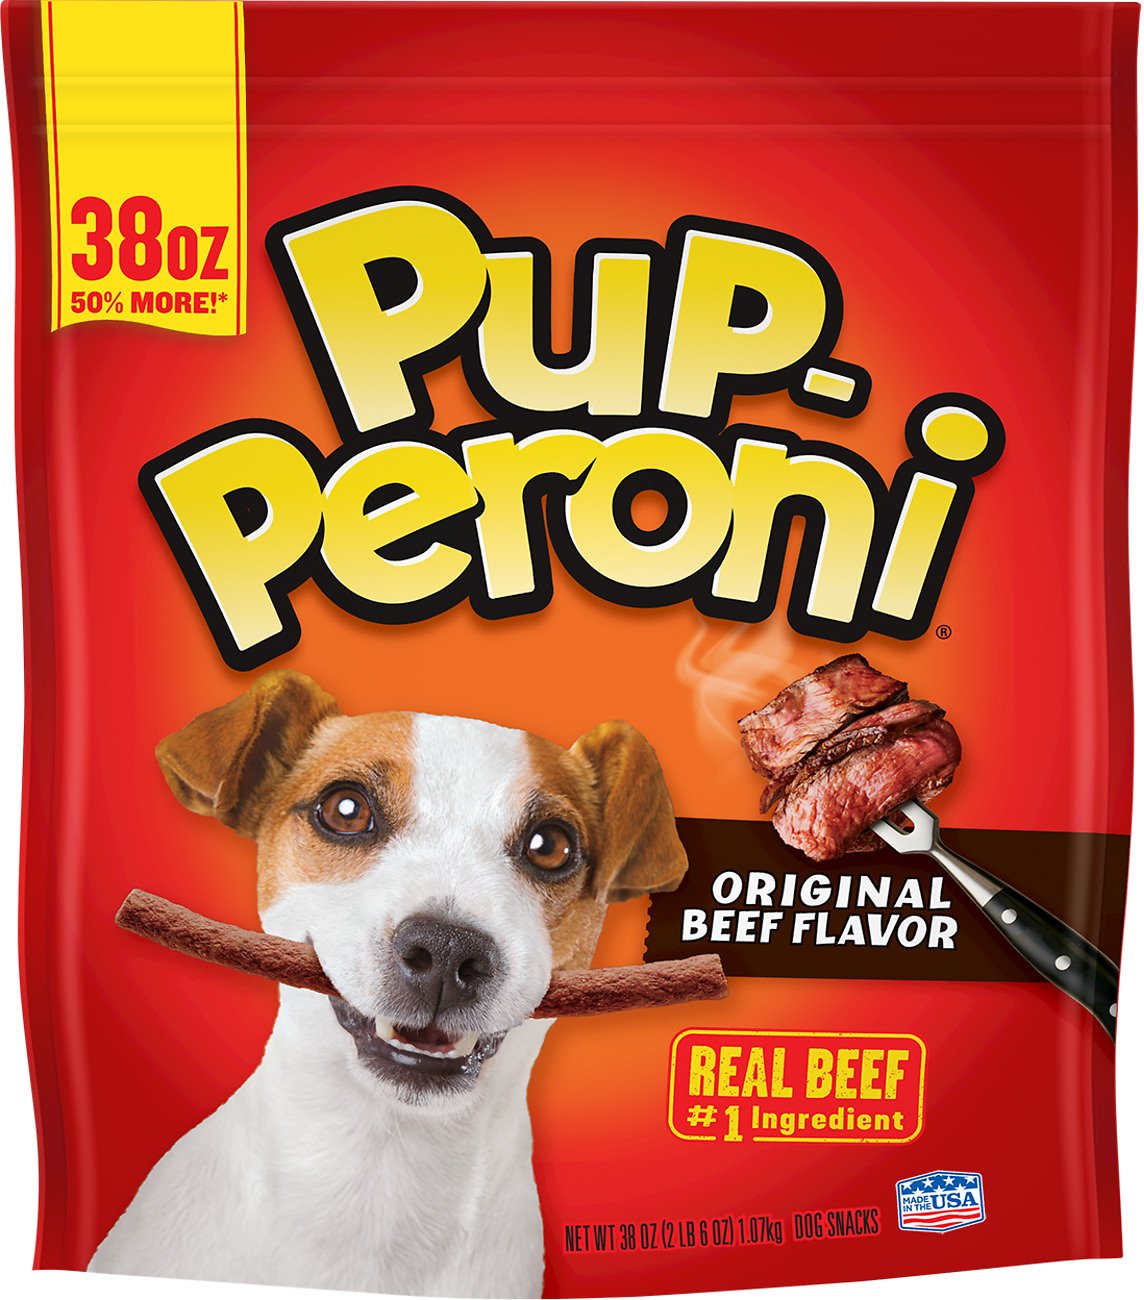 38OZ
50% MORE!*
Pup-
Peroni®
ORIGINAL
BEEF FLAVOR
REAL BEEF
#1 Ingredient
MADE
IN THE USA
NET WT 38 OZ (2 LB 6 OZ) 1.07kg DOG SNACKS